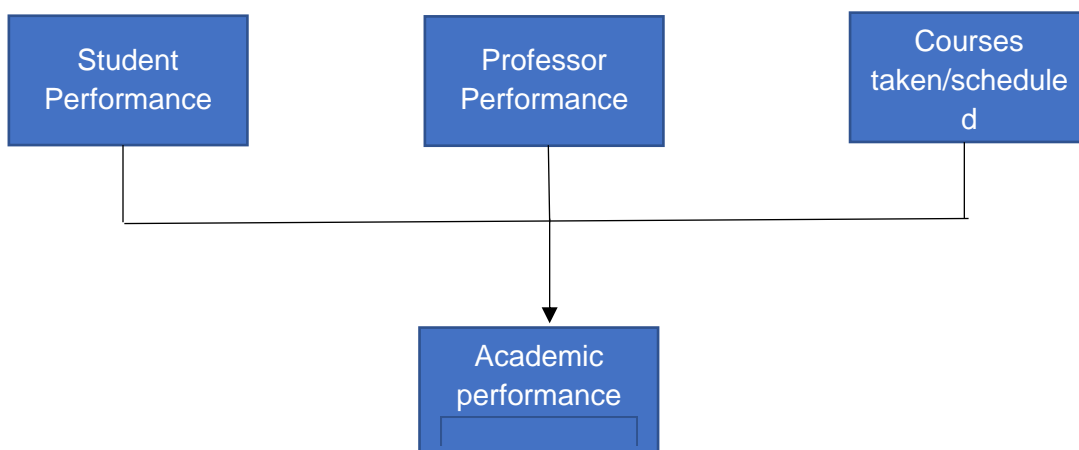 Student
Performance
Professor
Performance
Courses
taken/schedule
d
Academic
performance